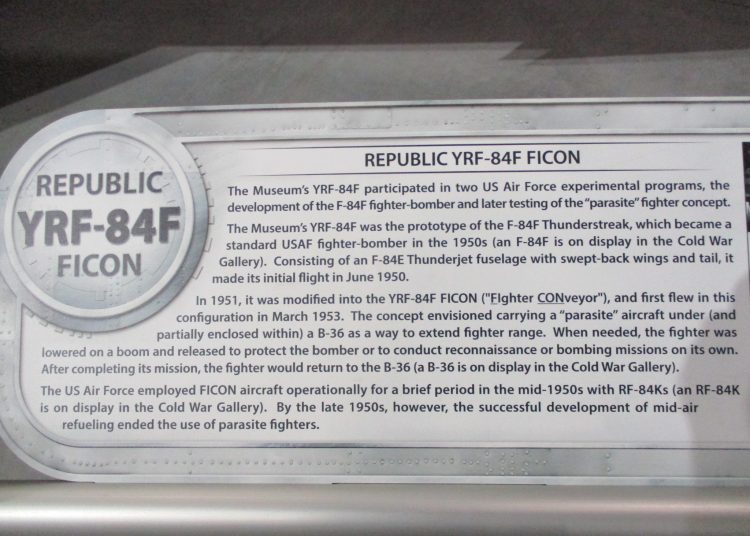 REPUBLIC
YRF-84F
FICON
REPUBLIC YRF-84F FICON
The Museum's YRF-84F participated in two US Air Force experimental programs, the
development of the F-84F fighter-bomber and later testing of the "parasite" fighter concept.
The Museum's YRF-84F was the prototype of the F-84F Thunderstreak, which became a
standard USAF fighter-bomber in the 1950s (an F-84F is on display in the Cold War
Gallery). Consisting of an F-84E Thunderjet fuselage with swept-back wings and tail, it
made its initial flight in June 1950.
In 1951, it was modified into the YRF-84F FICON ("FIghter CONveyor"), and first flew in this
configuration in March 1953. The concept envisioned carrying a "parasite" aircraft under (and
partially enclosed within) a B-36 as a way to extend fighter range. When needed, the fighter was
lowered on a boom and released to protect the bomber or to conduct reconnaissance or bombing missions on its own.
After completing its mission, the fighter would return to the B-36 (a B-36 is on display in the Cold War Gallery).
The US Air Force employed FICON aircraft operationally for a brief period in the mid-1950s with RF-84Ks (an RF-84K
is on display in the Cold War Gallery). By the late 1950s, however, the successful development of mid-air
refueling ended the use of parasite fighters.